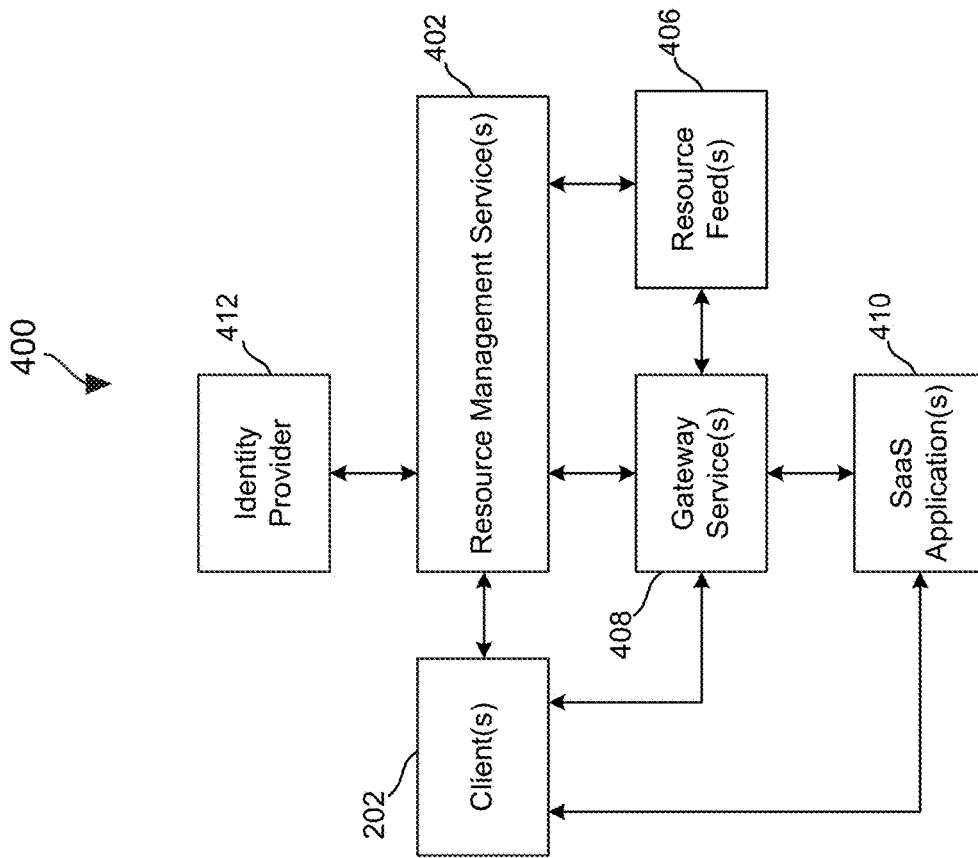 400
412
Identity
Provider
402
Resource Management Service(s)
202
Client(s)
406
Resource
Feed(s)
408
Gateway
Service(s)
410
SaaS
Application(s)